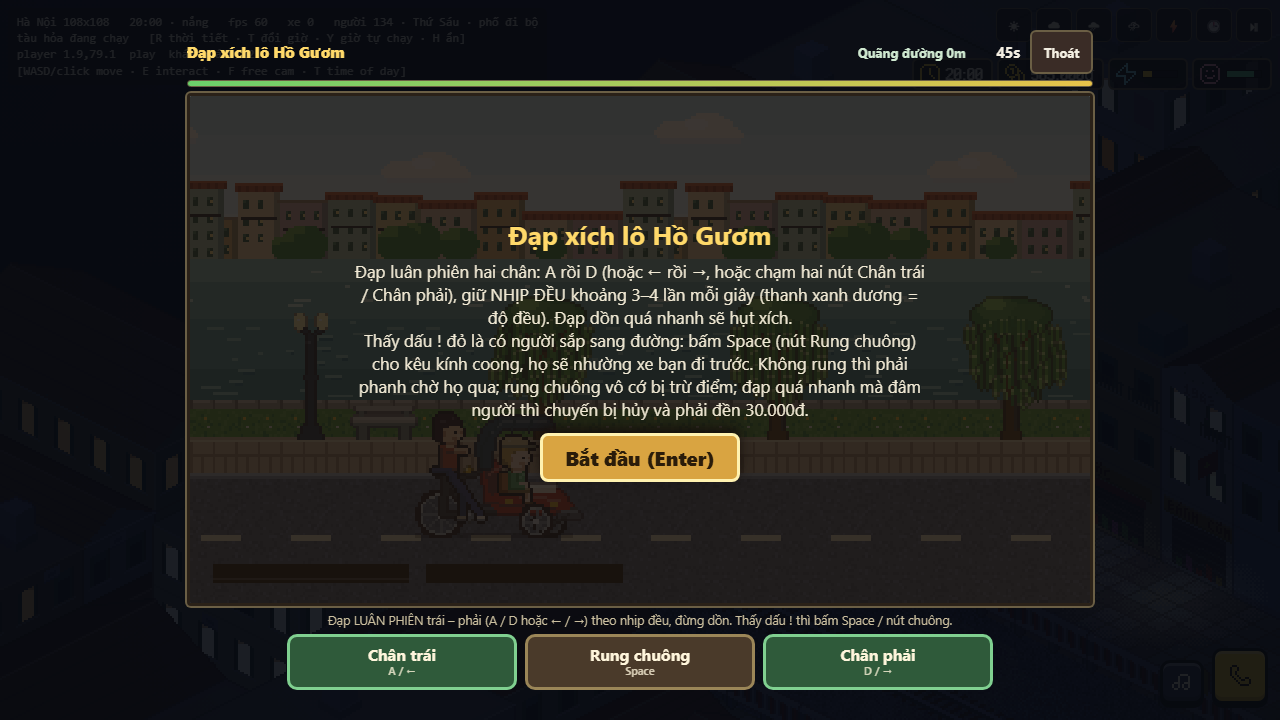 Hà Nội 108x108 20:00 · nắng fps 60 xe 0 người 134 · Thứ Sáu · phố đi bộ
tàu hỏa đang chạy [R thời tiết · T đổi giờ · Y giờ tự chạy · H ẩn]
player 1.9,79.1 play
[WASD/click move · E interact · F free cam · T time of day]
Đạp xích lô Hồ Gươm
Quãng đường 0m
45s
Thoát
20:00
Đạp xích lô Hồ Gươm
Đạp luân phiên hai chân: A rồi D (hoặc ← rồi →, hoặc chạm hai nút Chân trái
/ Chân phải), giữ NHỊP ĐỀU khoảng 3–4 lần mỗi giây (thanh xanh dương =
độ đều). Đạp dồn quá nhanh sẽ hụt xích.
Thấy dấu ! đỏ là có người sắp sang đường: bấm Space (nút Rung chuông)
cho kêu kính coong, họ sẽ nhường xe bạn đi trước. Không rung thì phải
phanh chờ họ qua; rung chuông vô cớ bị trừ điểm; đạp quá nhanh mà đâm
người thì chuyến bị hủy và phải đền 30.000đ.
Bắt đầu (Enter)
Đạp LUÂN PHIÊN trái – phải (A / D hoặc ← / →) theo nhịp đều, đừng dồn. Thấy dấu ! thì bấm Space / nút chuông.
Chân trái
A / ←
Rung chuông
Space
Chân phải
D / →